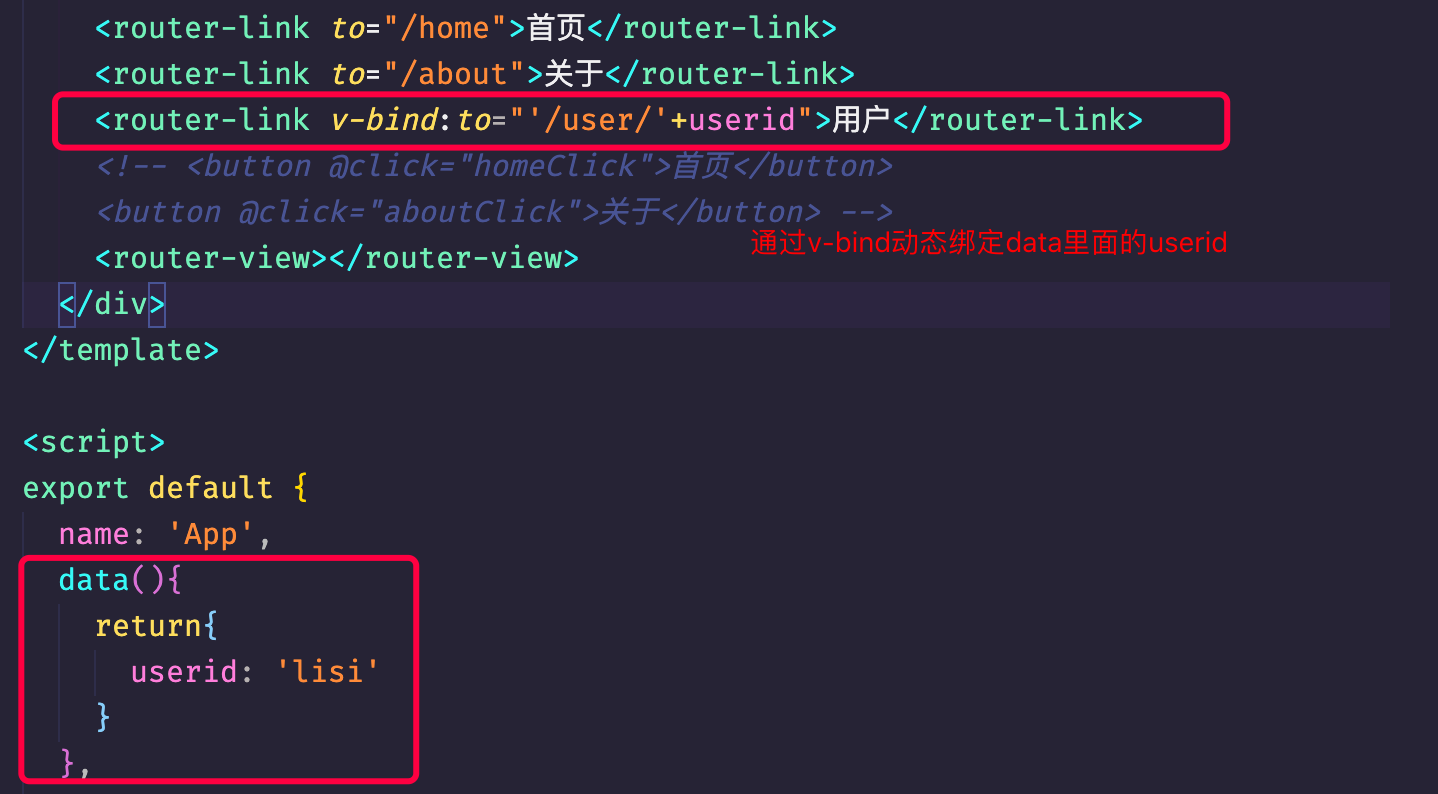 <router-link to="/home">首页</router-link>
<router-link to="/about">关于</router-link>
<router-link v-bind:to="'/user/'+userid">用户</router-link>
<!-- <button @click="homeClick">首页</button>
<button @click="aboutClick">关于</button> -->
通过v-bind动态绑定data里面的userid
<router-view></router-view>
</div>
</template>
<script>
export default {
name: 'App',
data(){
return{
userid: 'lisi'
}
},